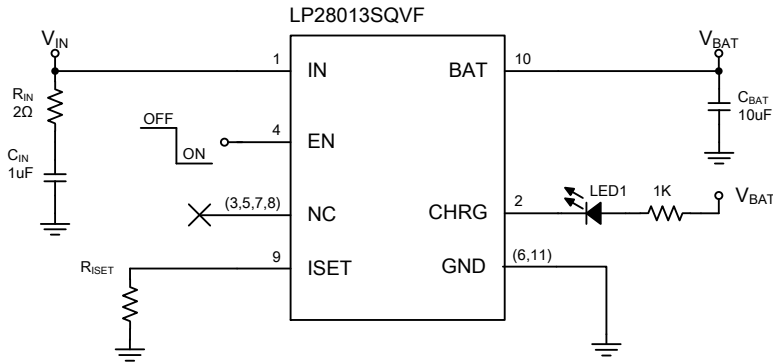 LP28013SQVF
VIN
VBAT
1
IN
BAT
10
RIN
2Ω
CBAT
10uF
OFF
4
EN
ON
CIN
1uF
LED1
1K
VBAT
(3,5,7,8)
NC
CHRG
2
RISET
9
ISET
GND
(6,11)